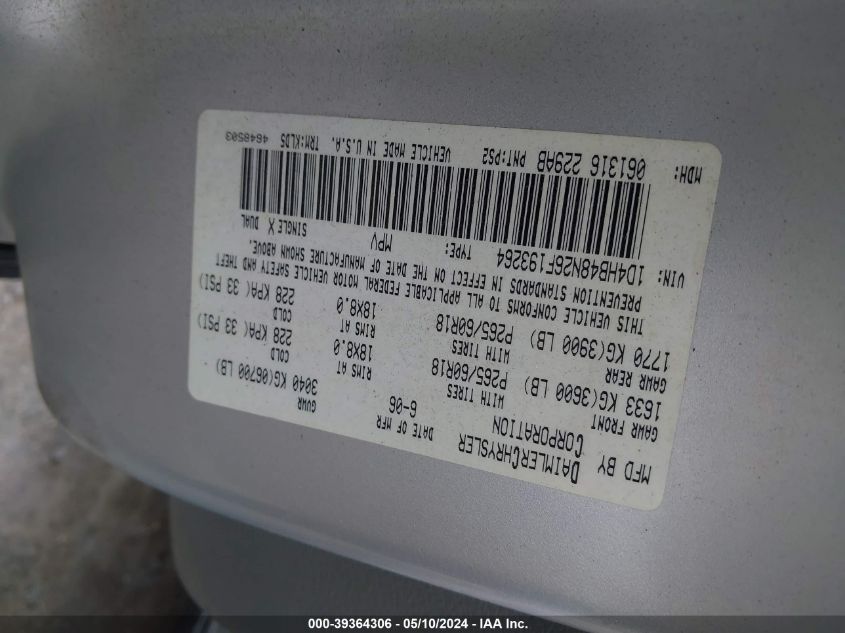 MFD BY DAIMLERCHRYSLER CORPORATION
DATE OF MFR 6-06
GVWR 3040 KG(06700 LB)
GAWR FRONT WITH TIRES RIMS AT COLD
1633 KG(3600 LB) P265/60R18 18X8.0 228 KPA(33 PSI)
GAWR REAR WITH TIRES RIMS AT COLD
1770 KG(3900 LB) P265/60R18 18X8.0 228 KPA(33 PSI)
THIS VEHICLE CONFORMS TO ALL APPLICABLE FEDERAL MOTOR VEHICLE SAFETY AND THEFT
PREVENTION STANDARDS IN EFFECT ON THE DATE OF MANUFACTURE SHOWN ABOVE.
VIN: 1D4HB48N26F193264 TYPE: MPV SINGLE X DUAL
MDH: 061316 229AB PNT:PS2 VEHICLE MADE IN U.S.A. TRM:KLDS 4648503
000-39364306 - 05/10/2024 - IAA Inc.